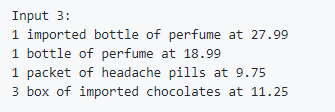 Input 3:
1 imported bottle of perfume at 27.99
1 bottle of perfume at 18.99
1 packet of headache pills at 9.75
3 box of imported chocolates at 11.25